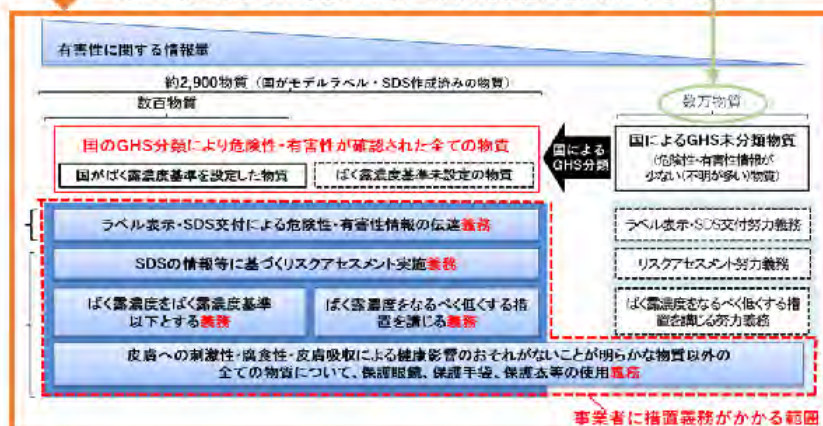 有害性に関する情報量
約2,900物質（国がモデルラベル・SDS作成済みの物質）
数百物質
数万物質
国のGHS分類により危険性・有害性が確認された全ての物質
国がばく露濃度基準を設定した物質
ばく露濃度基準未設定の物質
国による
GHS分類
国によるGHS未分類物質
(危険性・有害性情報が
少ない(不明が多い)物質)
ラベル表示・SDS交付による危険性・有害性情報の伝達義務
ラベル表示・SDS交付努力義務
SDSの情報等に基づくリスクアセスメント実施義務
リスクアセスメント努力義務
ばく露濃度をばく露濃度基準
以下とする義務
ばく露濃度をなるべく低くする措
置を講じる義務
ばく露濃度をなるべく低くする措
置を講じる努力義務
皮膚への刺激性・腐食性・皮膚吸収による健康影響のおそれがないことが明らかな物質以外の
全ての物質について、保護眼鏡、保護手袋、保護衣等の使用義務
事業者に措置義務がかかる範囲